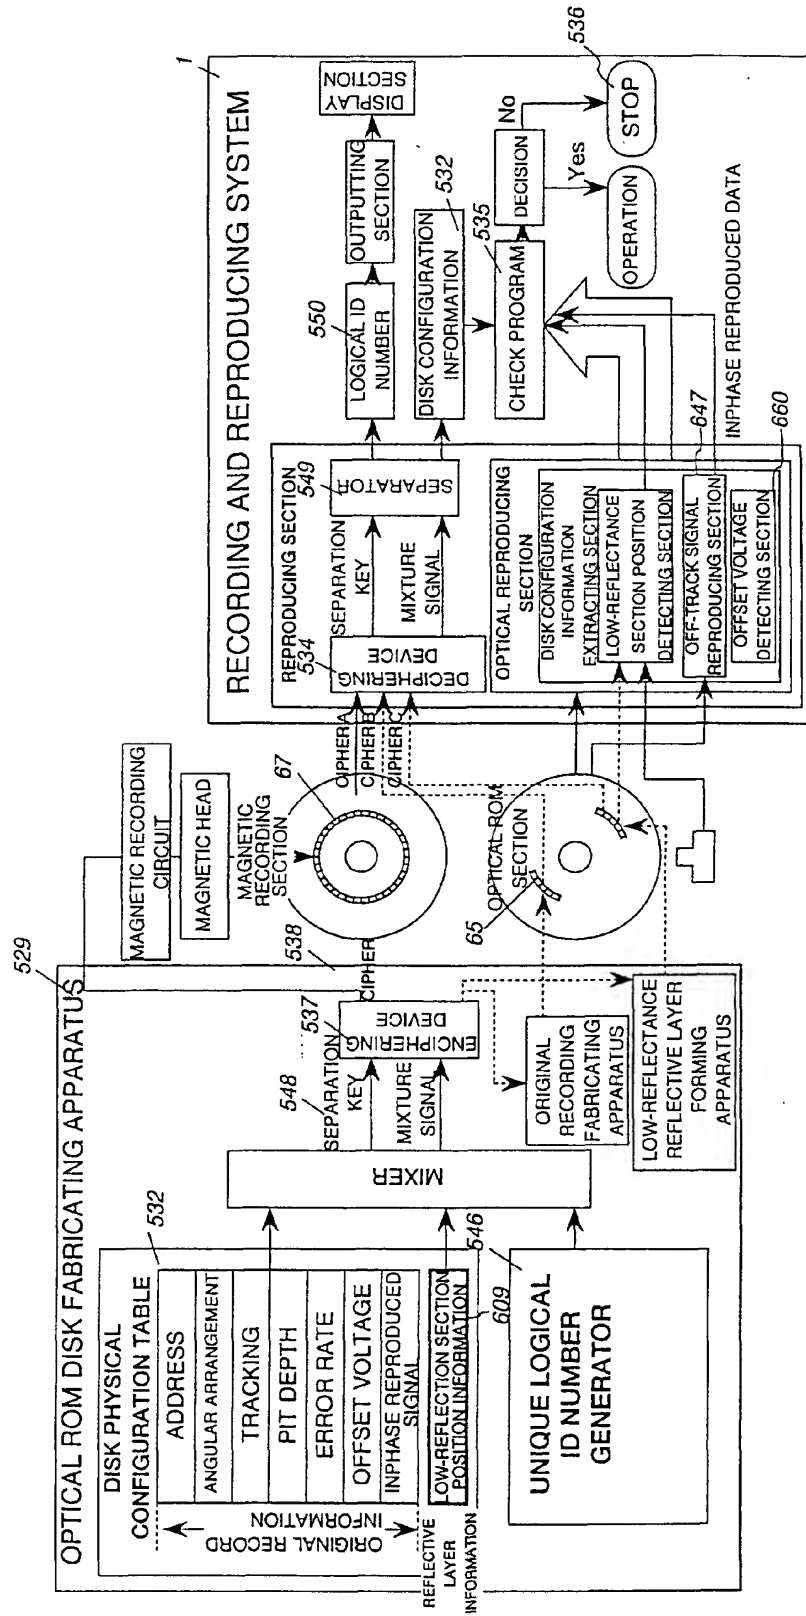 529
OPTICAL ROM DISK FABRICATING APPARATUS
DISK PHYSICAL
CONFIGURATION TABLE
532
ADDRESS
ANGULAR ARRANGEMENT
TRACKING
PIT DEPTH
ERROR RATE
OFFSET VOLTAGE
INPHASE REPRODUCED
SIGNAL
ORIGINAL RECORD
INFORMATION
LOW-REFLECTION SECTION
POSITION INFORMATION
609
REFLECTIVE
LAYER
INFORMATION
546
UNIQUE LOGICAL
ID NUMBER
GENERATOR
MIXER
548
SEPARATION
KEY
MIXTURE
SIGNAL
537
ENCIPHERING
DEVICE
538
CIPHER
ORIGINAL
RECORDING
FABRICATING
APPARATUS
LOW-REFLECTANCE
REFLECTIVE LAYER
FORMING
APPARATUS
MAGNETIC RECORDING
CIRCUIT
MAGNETIC HEAD
MAGNETIC
RECORDING
SECTION
67
OPTICAL ROM
SECTION
65
1
RECORDING AND REPRODUCING SYSTEM
REPRODUCING SECTION
CIPHER A
CIPHER B
CIPHER C
534
DECIPHERING
DEVICE
SEPARATION
KEY
MIXTURE
SIGNAL
549
SEPARATOR
550
LOGICAL ID
NUMBER
OUTPUTTING
SECTION
DISPLAY
SECTION
DISK CONFIGURATION
INFORMATION
532
CHECK PROGRAM
535
DECISION
No
Yes
STOP
536
OPERATION
OPTICAL REPRODUCING
SECTION
DISK CONFIGURATION
INFORMATION
EXTRACTING SECTION
LOW-REFLECTANCE
SECTION POSITION
DETECTING SECTION
OFF-TRACK SIGNAL
REPRODUCING SECTION
647
OFFSET VOLTAGE
DETECTING SECTION
660
INPHASE REPRODUCED DATA